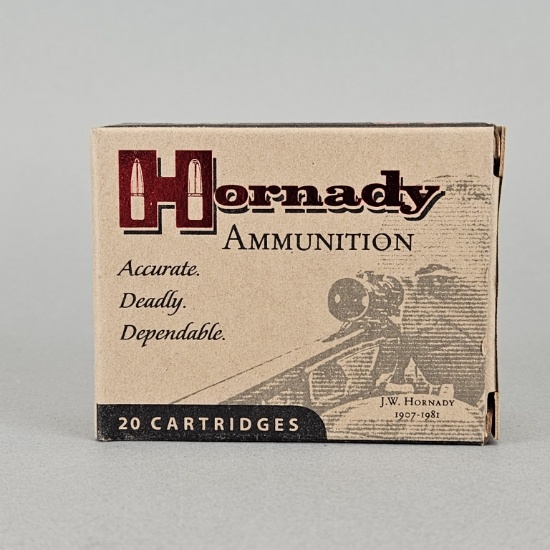 Hornady
AMMUNITION
Accurate.
Deadly.
Dependable.
J.W. HORNADY
1907-1981
20 CARTRIDGES